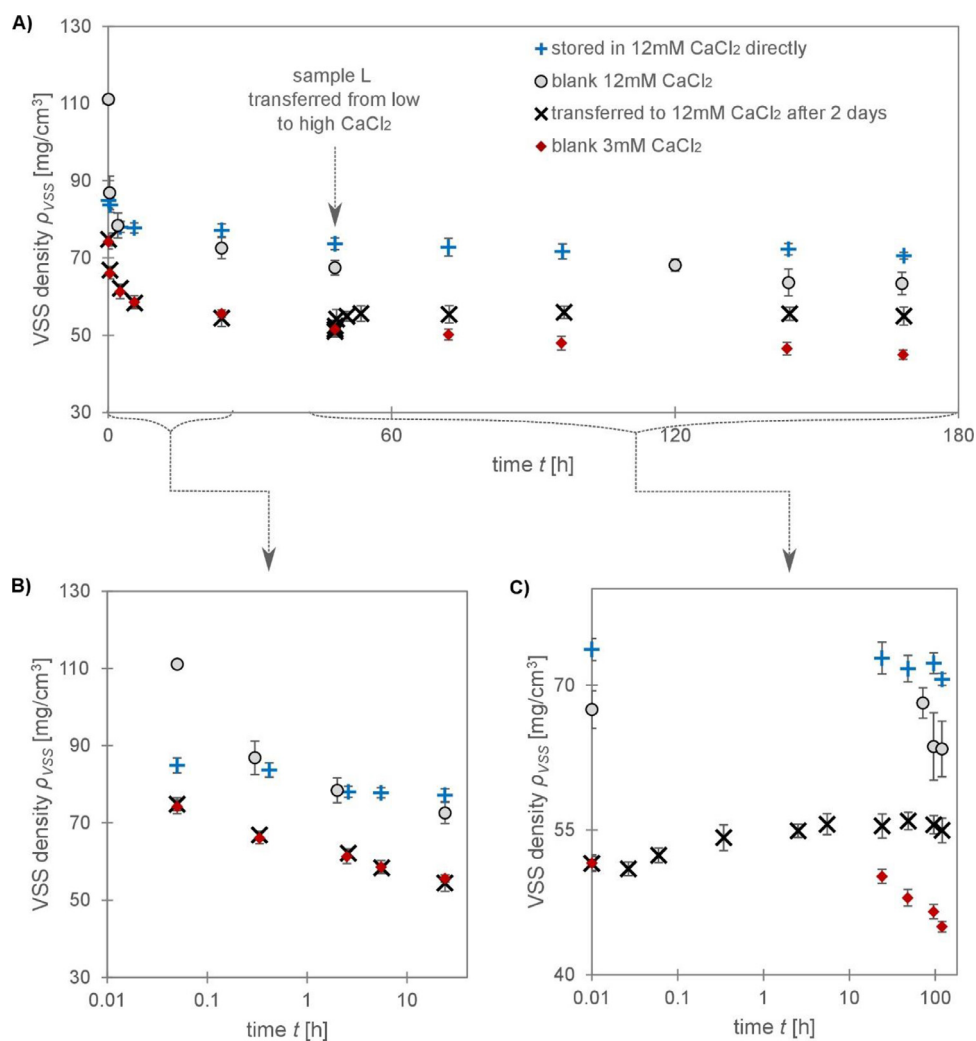 A)
130
110
90
70
50
30
VSS density ρVSS [mg/cm³]
stored in 12mM CaCl₂ directly
blank 12mM CaCl₂
transferred to 12mM CaCl₂ after 2 days
blank 3mM CaCl₂
sample L
transferred from low
to high CaCl₂
0 60 120 180
time t [h]
B)
130
110
90
70
50
30
VSS density ρVSS [mg/cm³]
0.01 0.1 1 10
time t [h]
C)
70
55
40
VSS density ρVSS [mg/cm³]
0.01 0.1 1 10 100
time t [h]